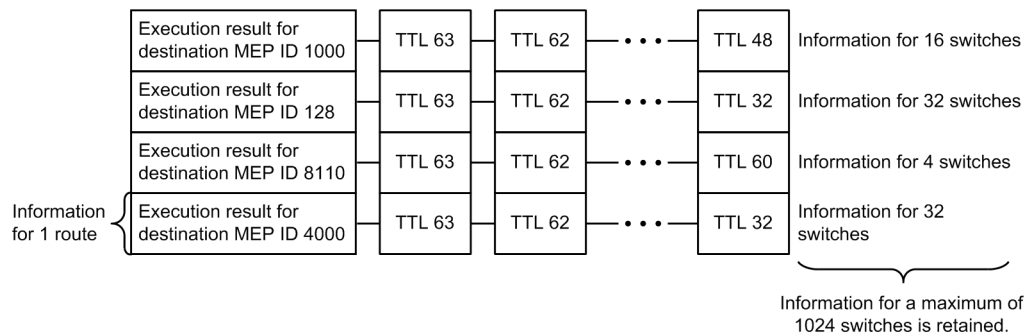 Execution result for
destination MEP ID 1000
TTL 63
TTL 62
TTL 48
Information for 16 switches
Execution result for
destination MEP ID 128
TTL 63
TTL 62
TTL 32
Information for 32 switches
Execution result for
destination MEP ID 8110
TTL 63
TTL 62
TTL 60
Information for 4 switches
Information
for 1 route
Execution result for
destination MEP ID 4000
TTL 63
TTL 62
TTL 32
Information for 32
switches
Information for a maximum of
1024 switches is retained.